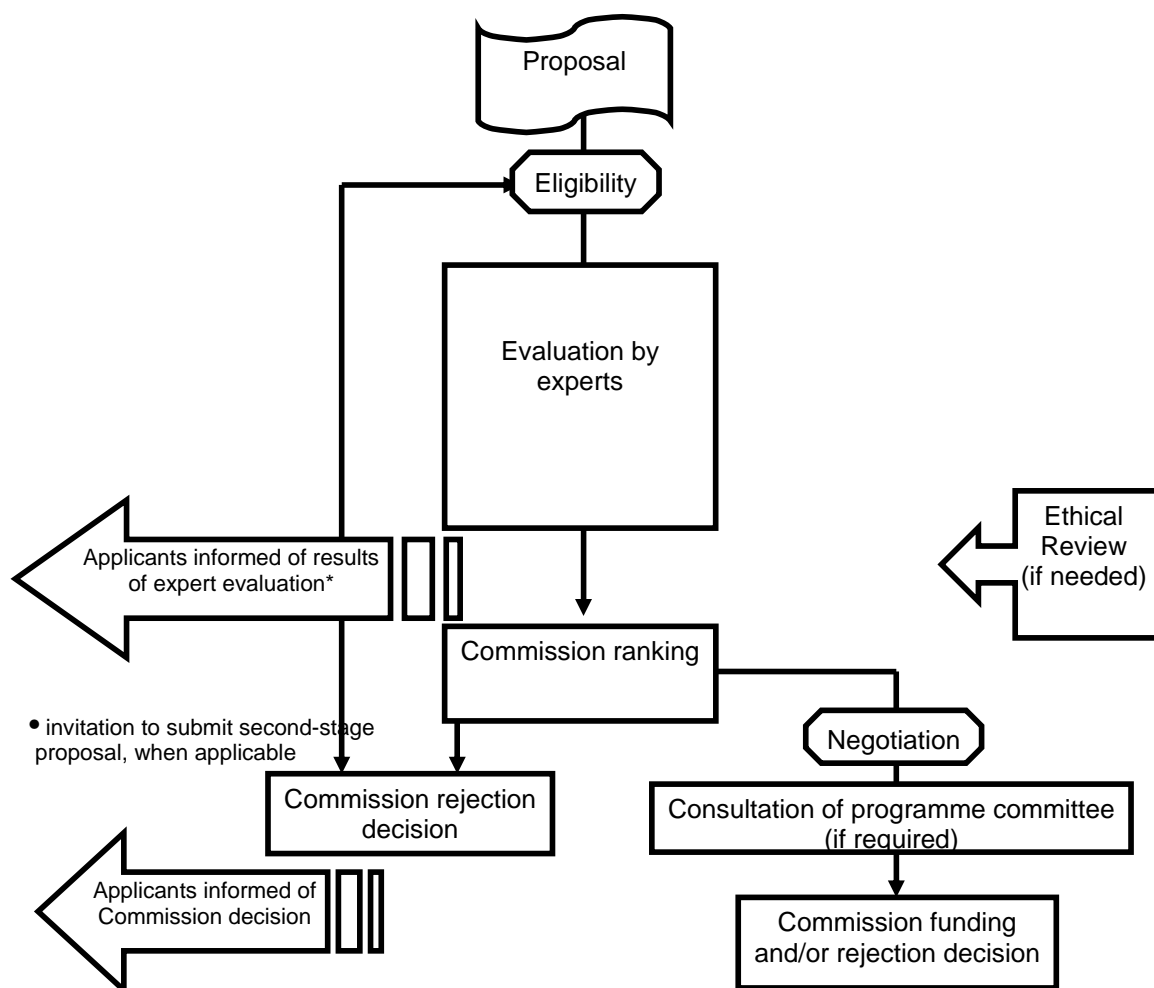 Proposal
Eligibility
Evaluation by
experts
Applicants informed of results
of expert evaluation*
Ethical
Review
(if needed)
Commission ranking
• invitation to submit second-stage
proposal, when applicable
Negotiation
Commission rejection
decision
Consultation of programme committee
(if required)
Applicants informed of
Commission decision
Commission funding
and/or rejection decision